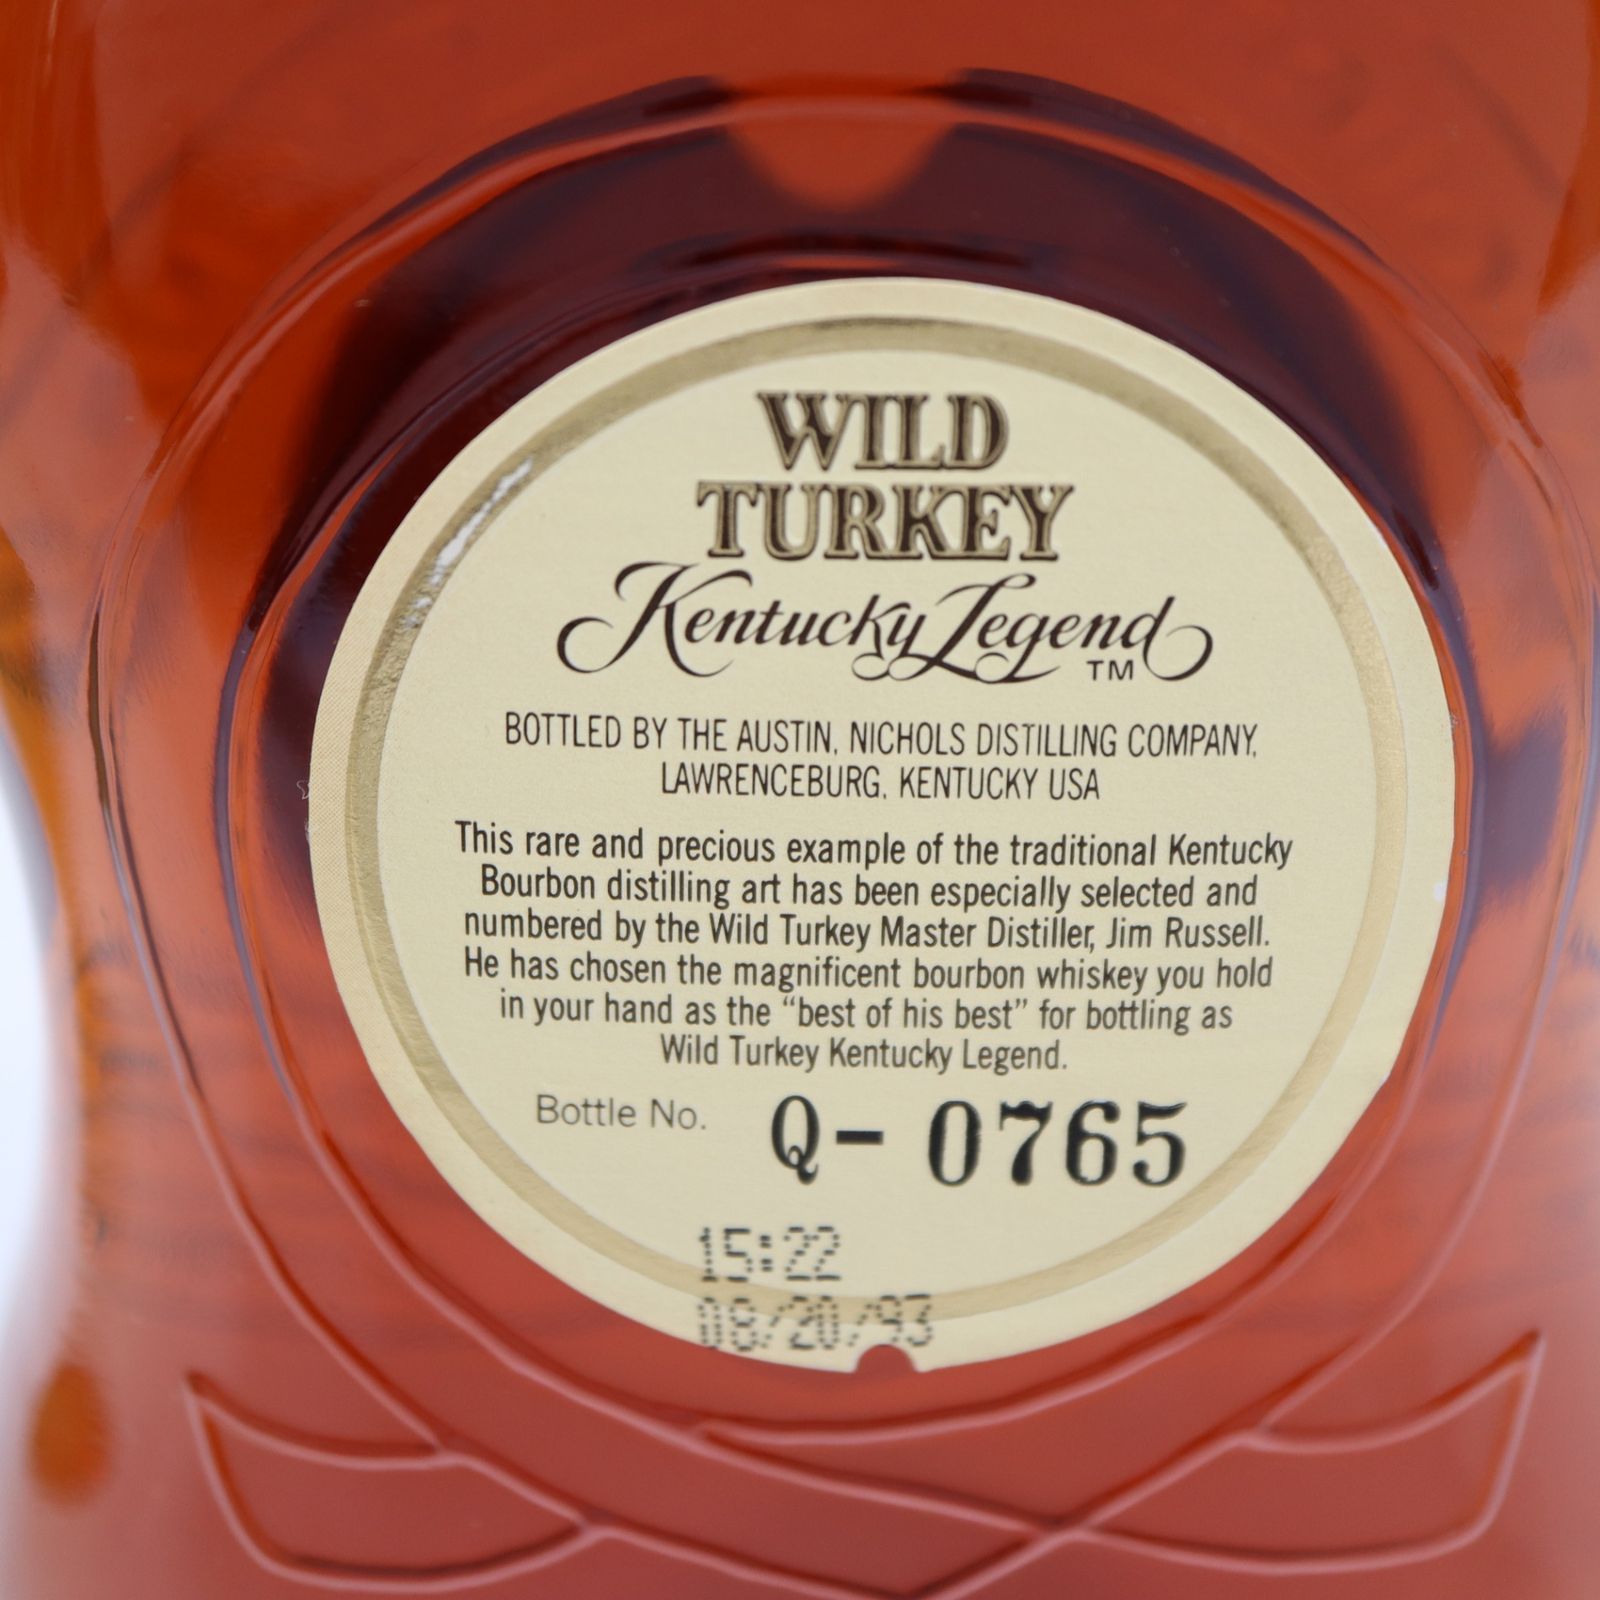 WILD
TURKEY
Kentucky Legend
TM
BOTTLED BY THE AUSTIN, NICHOLS DISTILLING COMPANY,
LAWRENCEBURG, KENTUCKY USA
This rare and precious example of the traditional Kentucky
Bourbon distilling art has been especially selected and
numbered by the Wild Turkey Master Distiller, Jim Russell.
He has chosen the magnificent bourbon whiskey you hold
in your hand as the “best of his best” for bottling as
Wild Turkey Kentucky Legend.
Bottle No. Q- 0765
15:22